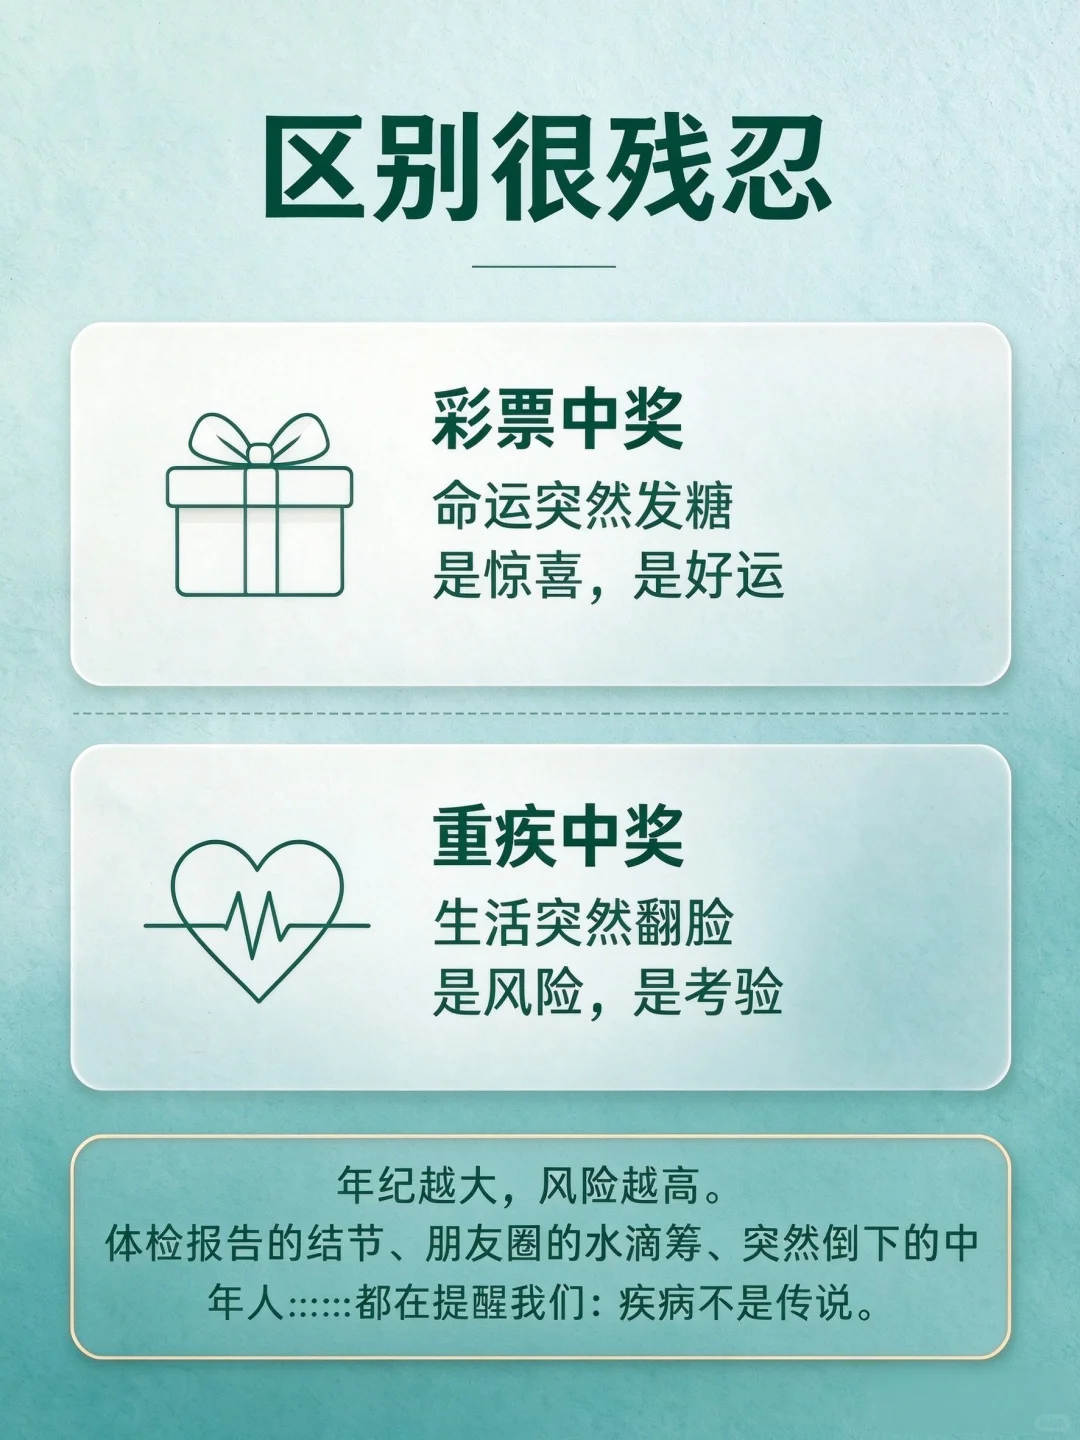 区别很残忍
彩票中奖
命运突然发糖
是惊喜，是好运
重疾中奖
生活突然翻脸
是风险，是考验
年纪越大，风险越高。
体检报告的结节、朋友圈的水滴筹、突然倒下的中
年人::::::都在提醒我们：疾病不是传说。